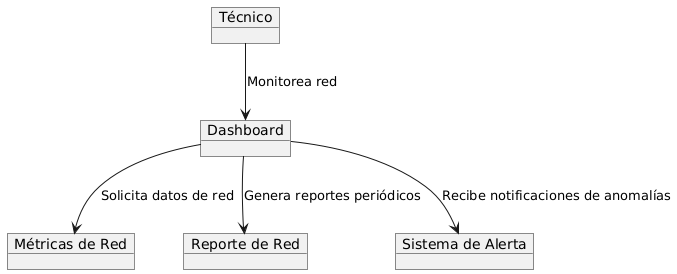 Técnico
Monitorea red
Dashboard
Solicita datos de red
Genera reportes periódicos
Recibe notificaciones de anomalías
Métricas de Red
Reporte de Red
Sistema de Alerta